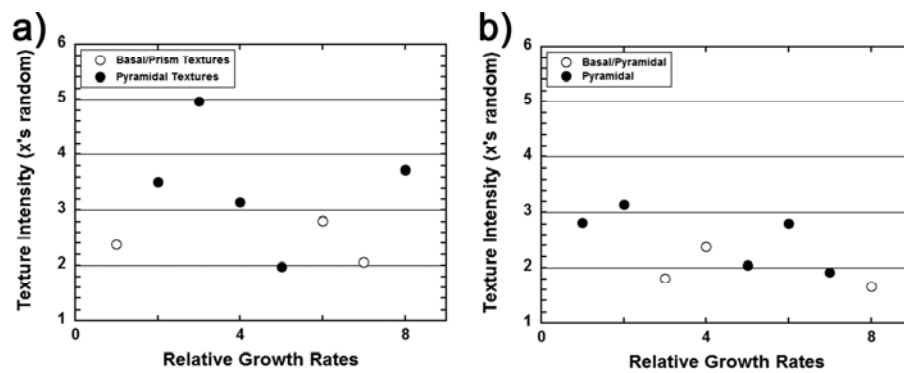 a)
6
5
4
3
2
1
0
4
8
Texture Intensity (x's random)
Relative Growth Rates
Basal/Prism Textures
Pyramidal Textures
b)
6
5
4
3
2
1
0
4
8
Texture Intensity (x's random)
Relative Growth Rates
Basal/Pyramidal
Pyramidal